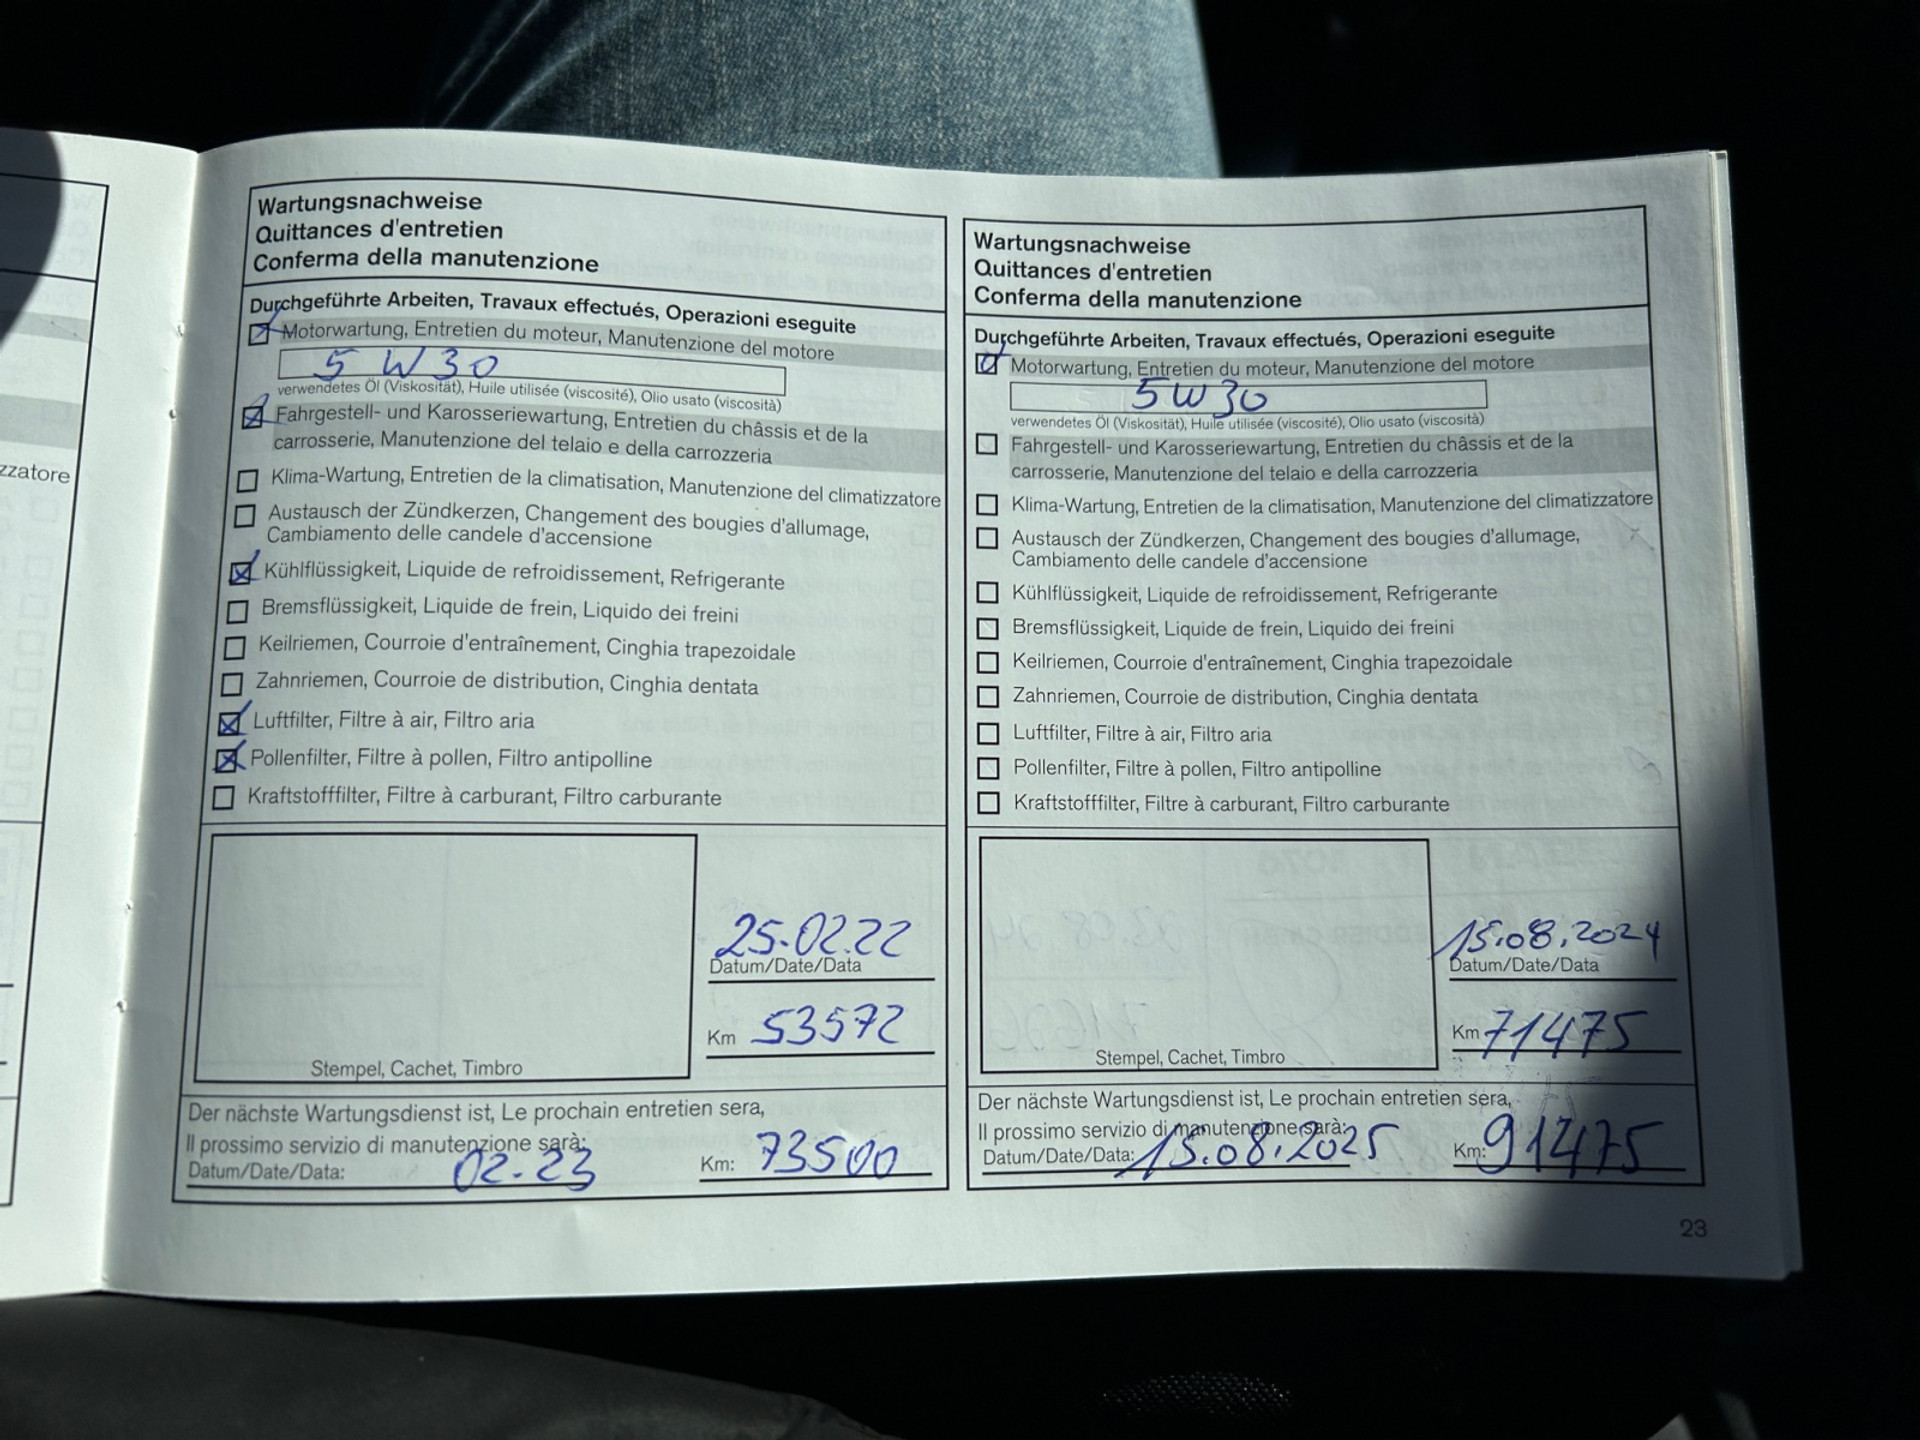 zzatore
Wartungsnachweise
Quittances d'entretien
Conferma della manutenzione
Durchgeführte Arbeiten, Travaux effectués, Operazioni eseguite
Motorwartung, Entretien du moteur, Manutenzione del motore
5 W 30
verwendetes Öl (Viskosität), Huile utilisée (viscosité), Olio usato (viscosità)
Fahrgestell- und Karosseriewartung, Entretien du châssis et de la
carrosserie, Manutenzione del telaio e della carrozzeria
Klima-Wartung, Entretien de la climatisation, Manutenzione del climatizzatore
Austausch der Zündkerzen, Changement des bougies d'allumage,
Cambiamento delle candele d'accensione
Kühlflüssigkeit, Liquide de refroidissement, Refrigerante
Bremsflüssigkeit, Liquide de frein, Liquido dei freini
Keilriemen, Courroie d'entraînement, Cinghia trapezoidale
Zahnriemen, Courroie de distribution, Cinghia dentata
Luftfilter, Filtre à air, Filtro aria
Pollenfilter, Filtre à pollen, Filtro antipolline
Kraftstofffilter, Filtre à carburant, Filtro carburante
25.02.22
Datum/Date/Data
Km 53572
Stempel, Cachet, Timbro
Der nächste Wartungsdienst ist, Le prochain entretien sera,
Il prossimo servizio di manutenzione sarà:
Datum/Date/Data: 02-23 Km: 73500
Wartungsnachweise
Quittances d'entretien
Conferma della manutenzione
Durchgeführte Arbeiten, Travaux effectués, Operazioni eseguite
Motorwartung, Entretien du moteur, Manutenzione del motore
5W30
verwendetes Öl (Viskosität), Huile utilisée (viscosité), Olio usato (viscosità)
Fahrgestell- und Karosseriewartung, Entretien du châssis et de la
carrosserie, Manutenzione del telaio e della carrozzeria
Klima-Wartung, Entretien de la climatisation, Manutenzione del climatizzatore
Austausch der Zündkerzen, Changement des bougies d'allumage,
Cambiamento delle candele d'accensione
Kühlflüssigkeit, Liquide de refroidissement, Refrigerante
Bremsflüssigkeit, Liquide de frein, Liquido dei freini
Keilriemen, Courroie d'entraînement, Cinghia trapezoidale
Zahnriemen, Courroie de distribution, Cinghia dentata
Luftfilter, Filtre à air, Filtro aria
Pollenfilter, Filtre à pollen, Filtro antipolline
Kraftstofffilter, Filtre à carburant, Filtro carburante
15.08.2024
Datum/Date/Data
Km 71475
Stempel, Cachet, Timbro
Der nächste Wartungsdienst ist, Le prochain entretien sera,
Il prossimo servizio di manutenzione sarà:
Datum/Date/Data: 15.08.2025 Km: 91475
23